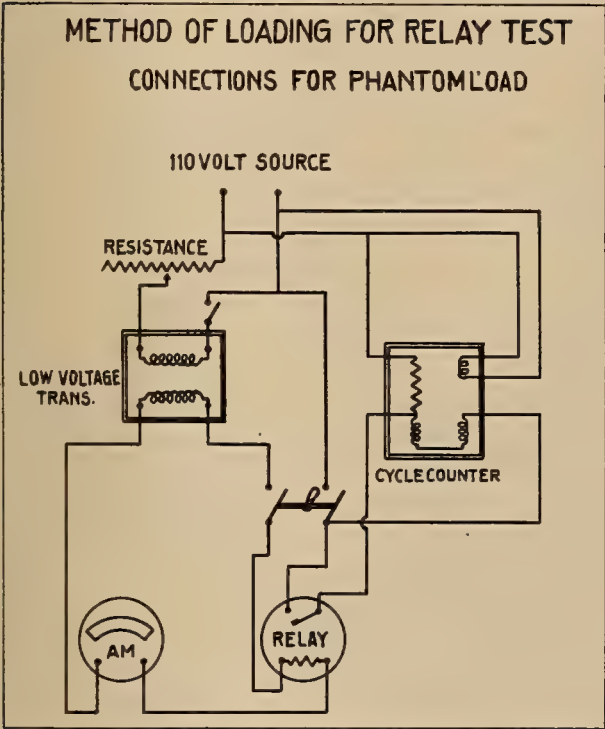 METHOD OF LOADING FOR RELAY TEST
CONNECTIONS FOR PHANTOM LOAD
110 VOLT SOURCE
RESISTANCE
LOW VOLTAGE
TRANS.
CYCLE COUNTER
AM
RELAY